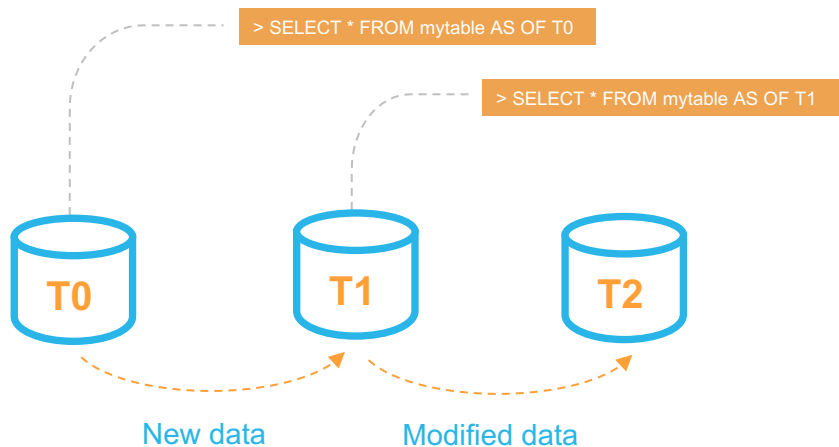 > SELECT * FROM mytable AS OF T0
> SELECT * FROM mytable AS OF T1
T0
T1
T2
New data
Modified data